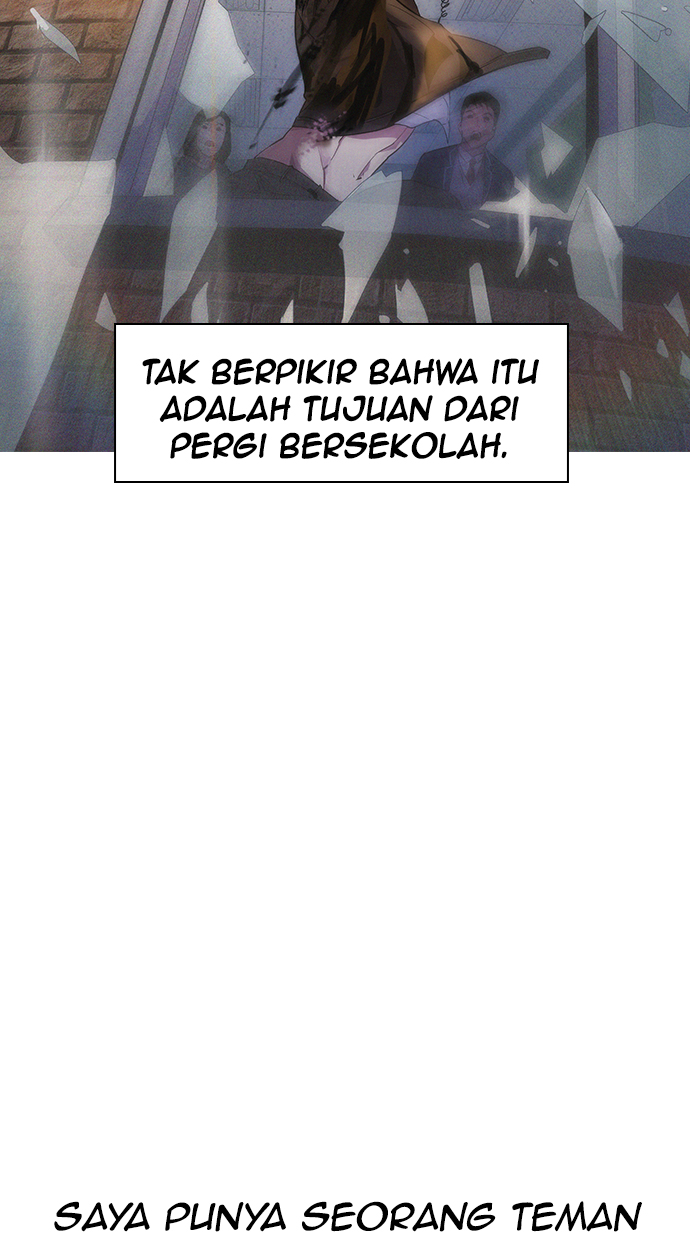 TAK BERPIKIR BAHWA ITU
ADALAH TUJUAN DARI
PERGI BERSEKOLAH.
SAYA PUNYA SEORANG TEMAN